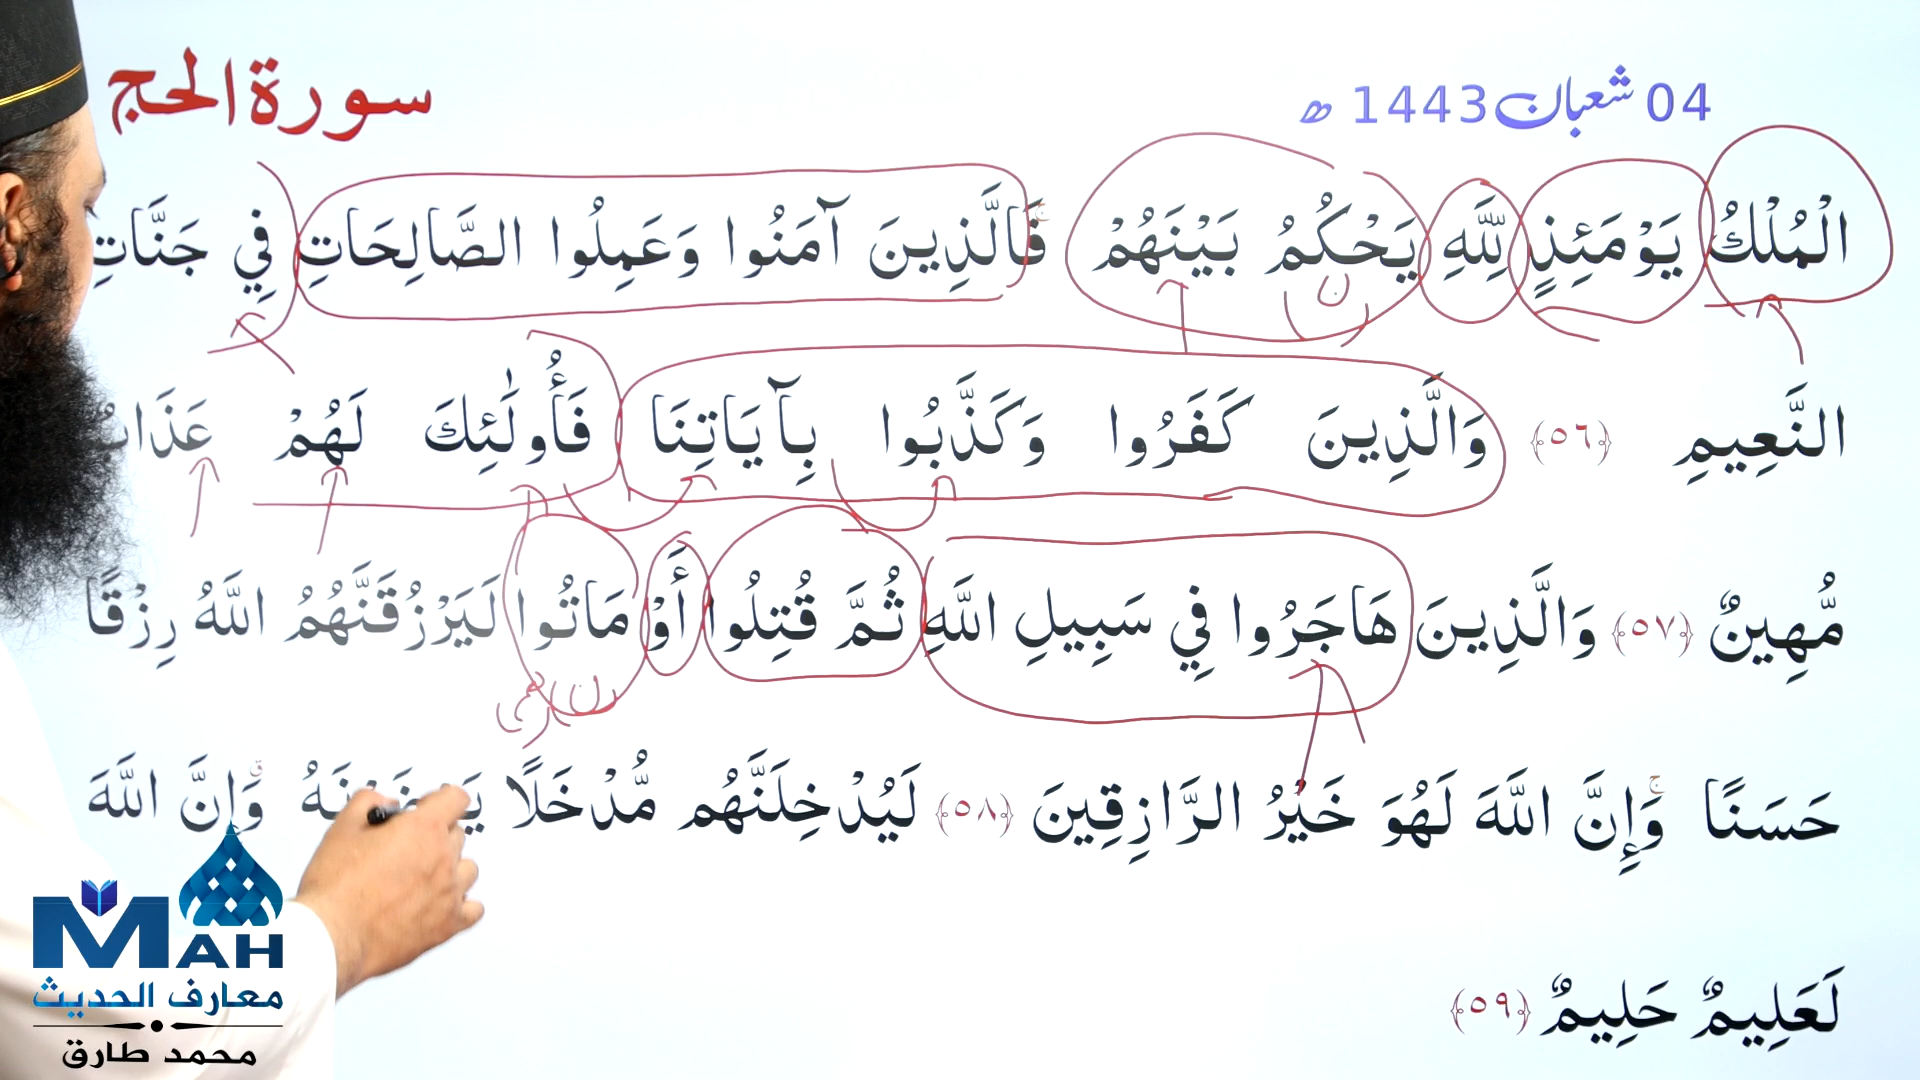 سورة الحج
04 شعبان 1443 ھ
الْمُلْكُ يَوْمَئِذٍ لِلَّهِ يَحْكُمُ بَيْنَهُمْ ۚ فَالَّذِينَ آمَنُوا وَعَمِلُوا الصَّالِحَاتِ فِي جَنَّاتِ
النَّعِيمِ ﴿٥٦﴾ وَالَّذِينَ كَفَرُوا وَكَذَّبُوا بِآيَاتِنَا فَأُولَٰئِكَ لَهُمْ عَذَابٌ
مُّهِينٌ ﴿٥٧﴾ وَالَّذِينَ هَاجَرُوا فِي سَبِيلِ اللَّهِ ثُمَّ قُتِلُوا أَوْ مَاتُوا لَيَرْزُقَنَّهُمُ اللَّهُ رِزْقًا
حَسَنًا ۚ وَإِنَّ اللَّهَ لَهُوَ خَيْرُ الرَّازِقِينَ ﴿٥٨﴾ لَيُدْخِلَنَّهُم مُّدْخَلًا ۗ وَإِنَّ اللَّهَ
لَعَلِيمٌ حَلِيمٌ ﴿٥٩﴾
MAH
معارف الحديث
محمد طارق